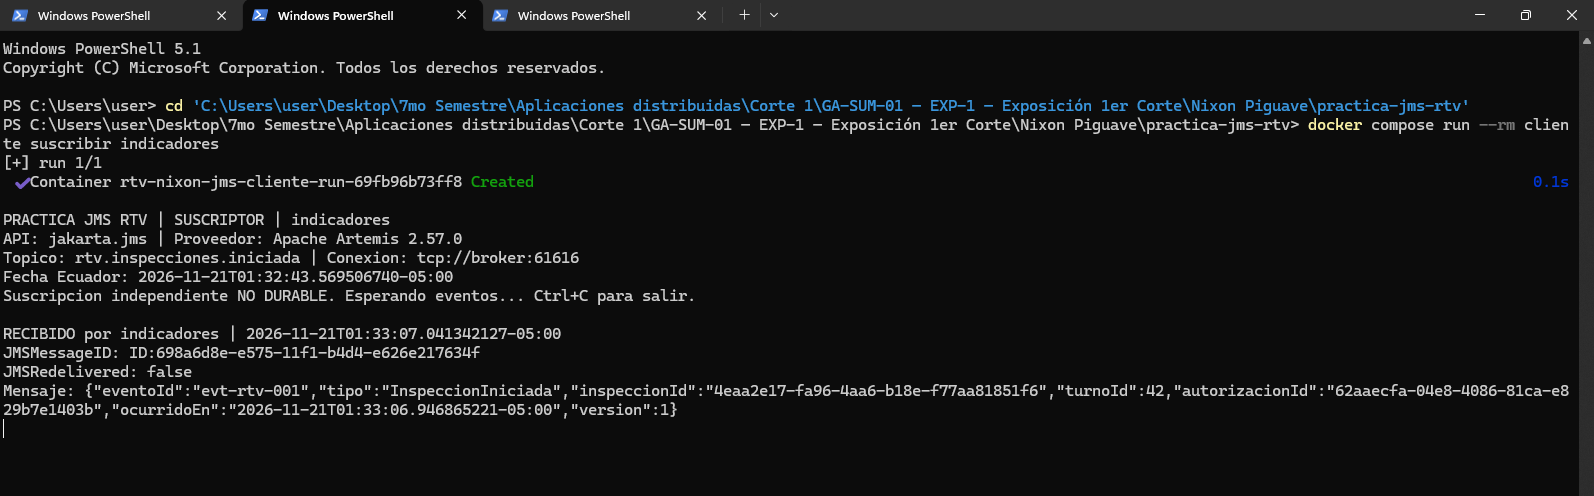 Windows PowerShell
Windows PowerShell
Windows PowerShell
Windows PowerShell 5.1
Copyright (C) Microsoft Corporation. Todos los derechos reservados.
PS C:\Users\user> cd 'C:\Users\user\Desktop\7mo Semestre\Aplicaciones distribuidas\Corte 1\GA-SUM-01 — EXP-1 — Exposición 1er Corte\Nixon Piguave\practica-jms-rtv'
PS C:\Users\user\Desktop\7mo Semestre\Aplicaciones distribuidas\Corte 1\GA-SUM-01 — EXP-1 — Exposición 1er Corte\Nixon Piguave\practica-jms-rtv> docker compose run --rm clien
te suscribir indicadores
[+] run 1/1
✔Container rtv-nixon-jms-cliente-run-69fb96b73ff8 Created 0.1s
PRACTICA JMS RTV | SUSCRIPTOR | indicadores
API: jakarta.jms | Proveedor: Apache Artemis 2.57.0
Topico: rtv.inspecciones.iniciada | Conexion: tcp://broker:61616
Fecha Ecuador: 2026-11-21T01:32:43.569506740-05:00
Suscripcion independiente NO DURABLE. Esperando eventos... Ctrl+C para salir.
RECIBIDO por indicadores | 2026-11-21T01:33:07.041342127-05:00
JMSMessageID: ID:698a6d8e-e575-11f1-b4d4-e626e217634f
JMSRedelivered: false
Mensaje: {"eventoId":"evt-rtv-001","tipo":"InspeccionIniciada","inspeccionId":"4eaa2e17-fa96-4aa6-b18e-f77aa81851f6","turnoId":42,"autorizacionId":"62aaecfa-04e8-4086-81ca-e8
29b7e1403b","ocurridoEn":"2026-11-21T01:33:06.946865221-05:00","version":1}